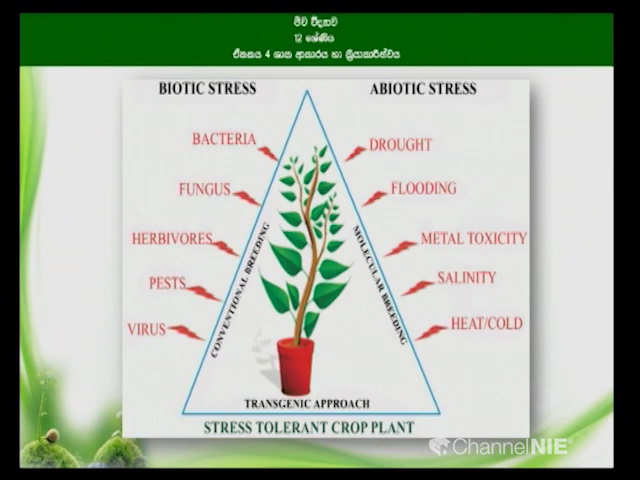 ජීව විද්‍යාව
12 ශ්‍රේණිය
ඒකකය 4 ශාක ආකාරය හා ක්‍රියාකාරිත්වය
BIOTIC STRESS
ABIOTIC STRESS
BACTERIA
DROUGHT
FUNGUS
FLOODING
HERBIVORES
METAL TOXICITY
PESTS
SALINITY
VIRUS
HEAT/COLD
CONVENTIONAL BREEDING
MOLECULAR BREEDING
TRANSGENIC APPROACH
STRESS TOLERANT CROP PLANT
ChannelNIE